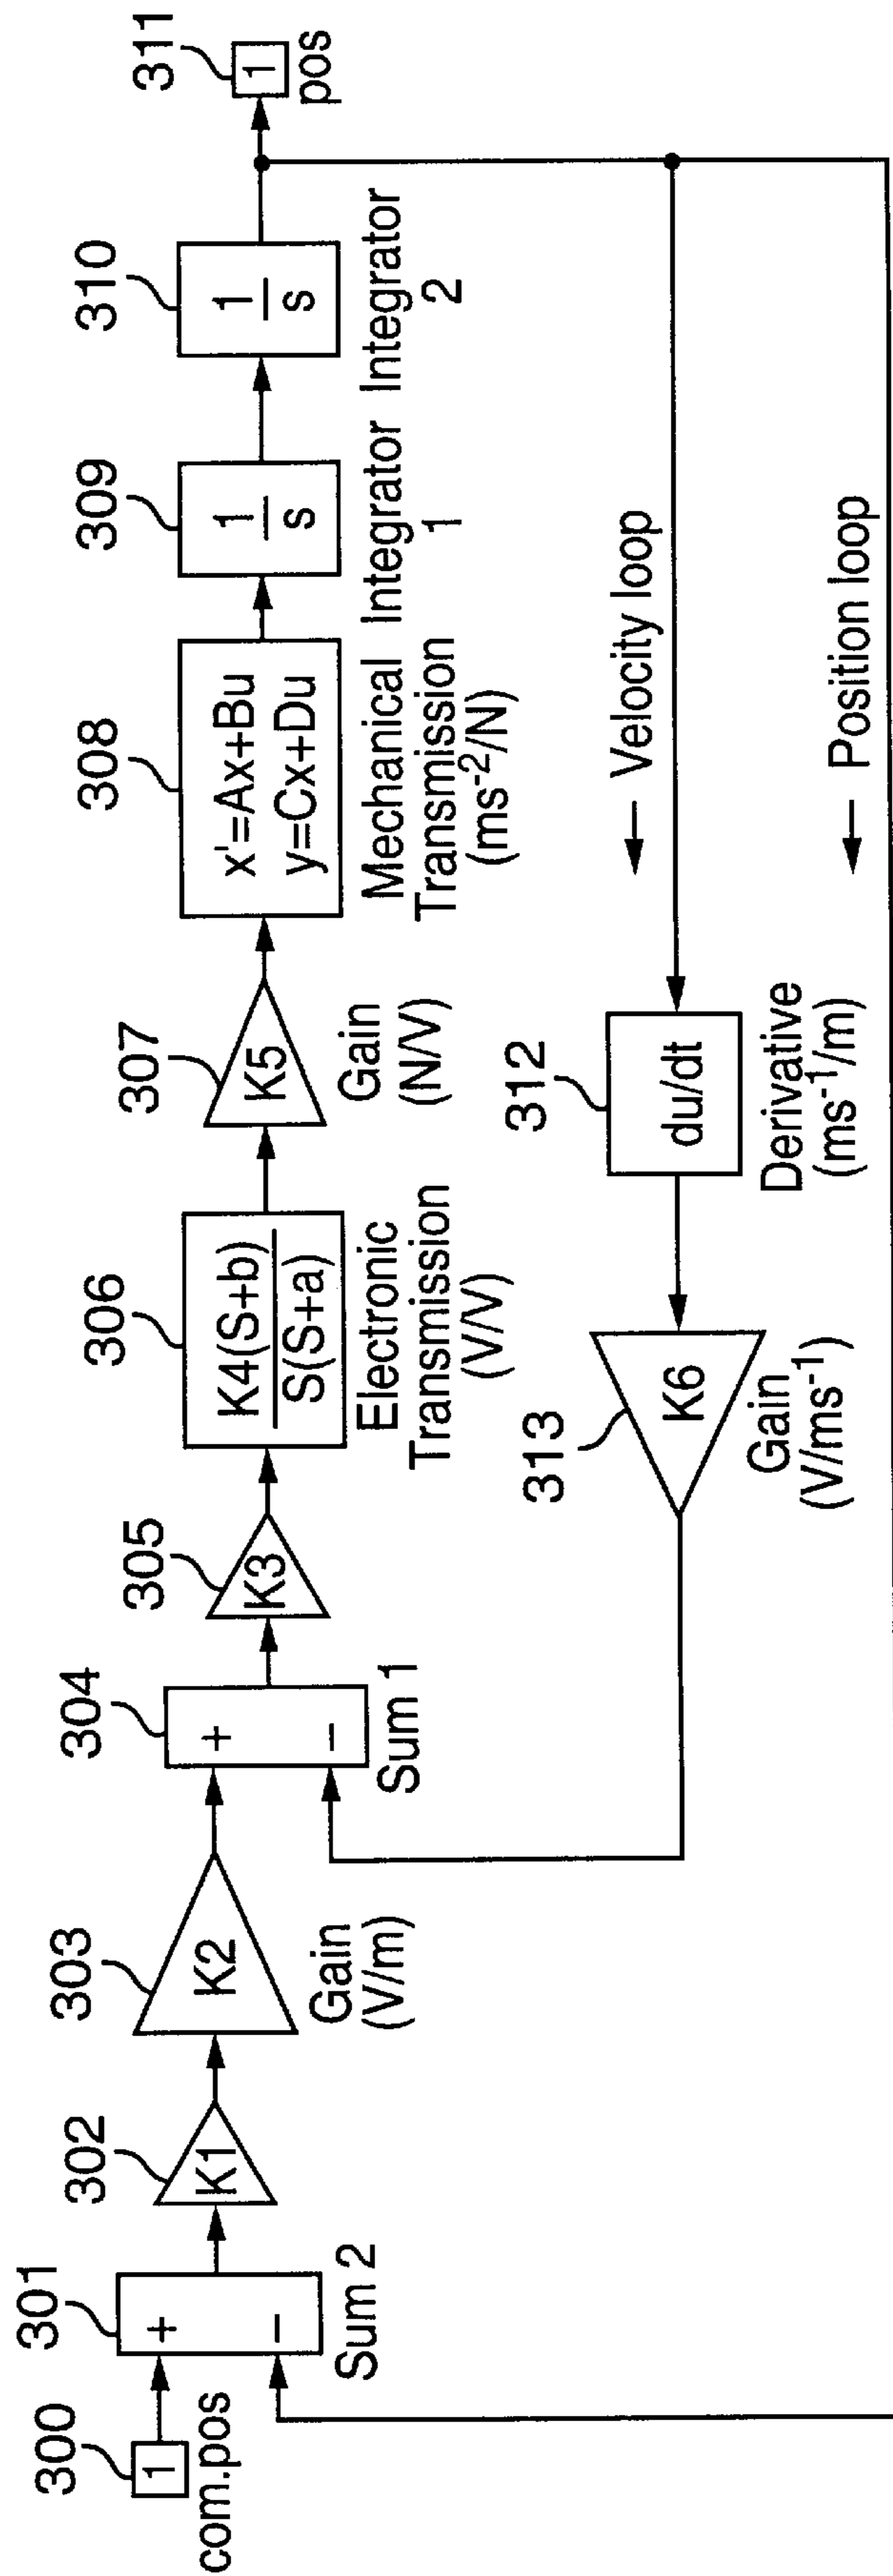 300
1
com.pos
301
+
−
Sum 2
302
K1
303
K2
Gain
(V/m)
304
+
−
Sum 1
305
K3
306
K4(S+b)
S(S+a)
Electronic
Transmission
(V/V)
307
K5
Gain
(N/V)
308
x'=Ax+Bu
y=Cx+Du
Mechanical
Transmission
(ms⁻²/N)
309
1
s
Integrator
1
310
1
s
Integrator
2
311
1
pos
Velocity loop
312
du/dt
Derivative
(ms⁻¹/m)
313
K6
Gain
(V/ms⁻¹)
Position loop